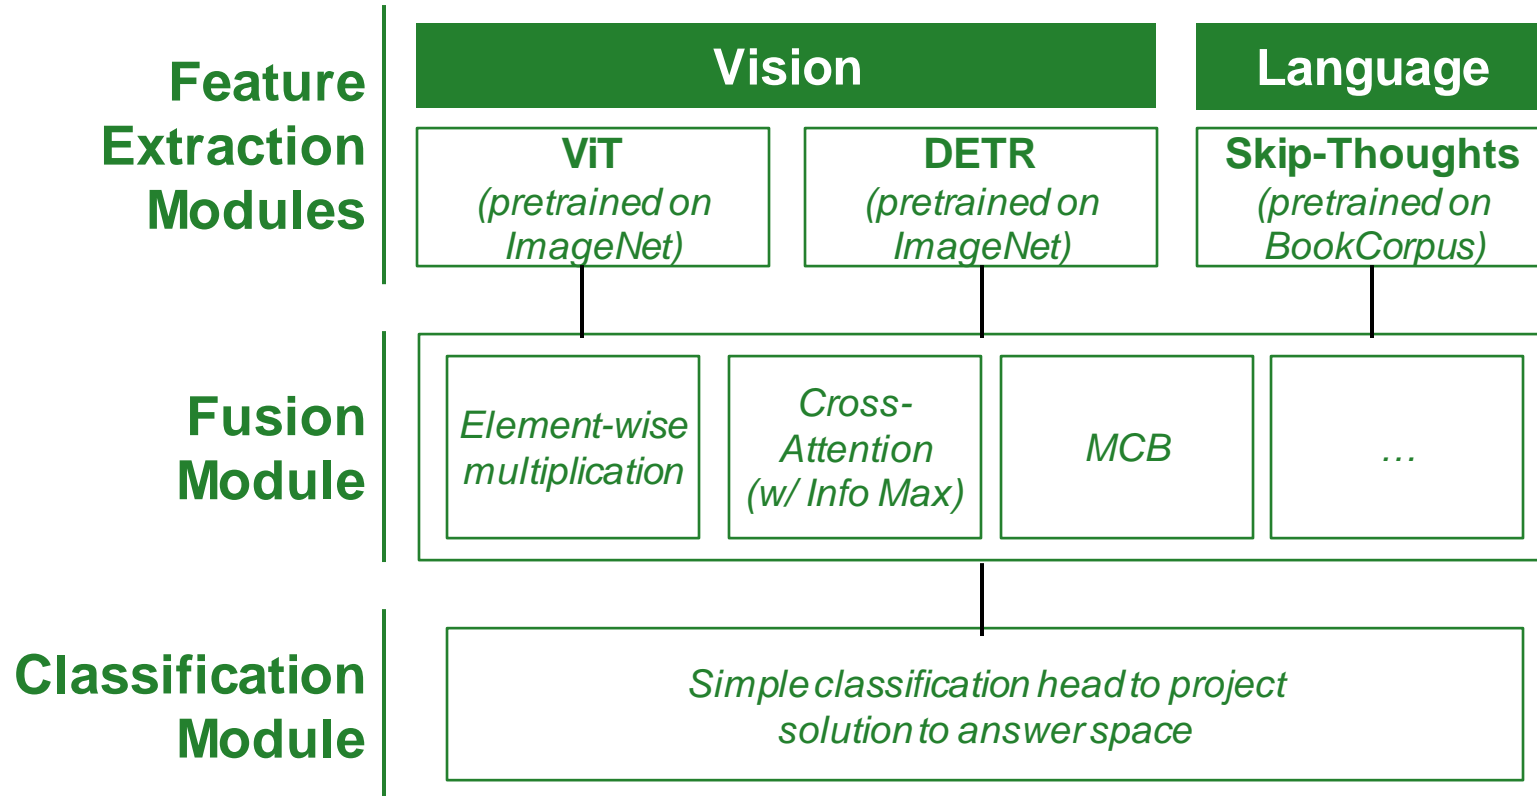 Feature
Extraction
Modules
Vision
Language
ViT
(pretrained on
ImageNet)
DETR
(pretrained on
ImageNet)
Skip-Thoughts
(pretrained on
BookCorpus)
Fusion
Module
Element-wise
multiplication
Cross-
Attention
(w/ Info Max)
MCB
…
Classification
Module
Simple classification head to project
solution to answer space